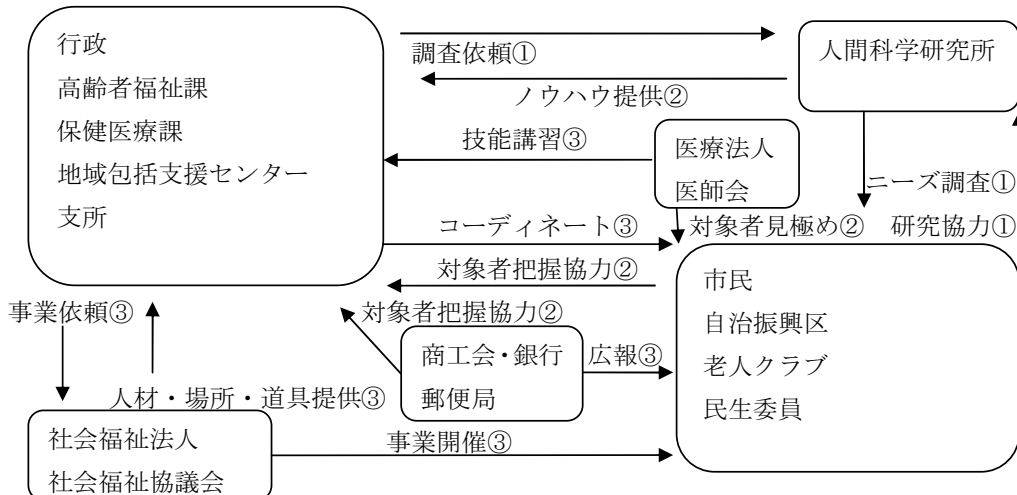 行政
高齢者福祉課
保健医療課
地域包括支援センター
支所
調査依頼①
ノウハウ提供②
人間科学研究所
技能講習③
医療法人
医師会
ニーズ調査①
コーディネート③
対象者見極め② 研究協力①
対象者把握協力②
市民
自治振興区
老人クラブ
民生委員
事業依頼③
対象者把握協力②
商工会・銀行
郵便局
広報③
人材・場所・道具提供③
社会福祉法人
社会福祉協議会
事業開催③